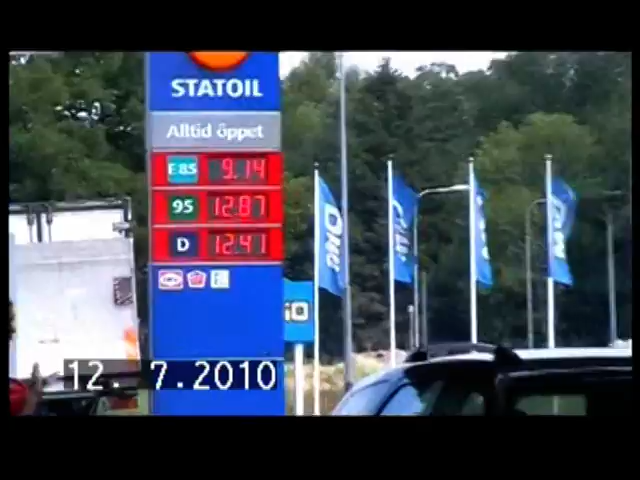 STATOIL
Alltid öppet
E85 9.14
95 12.87
D 12.41
12. 7.2010